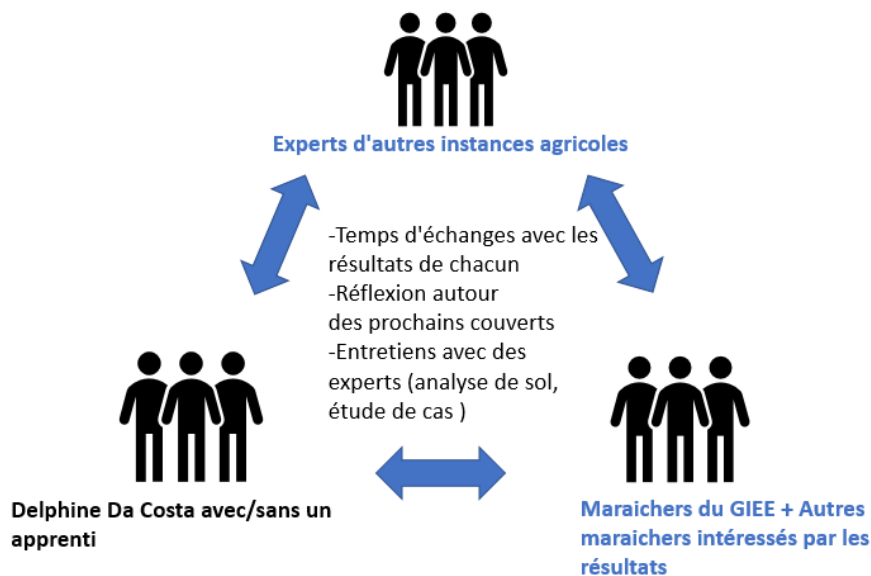 Experts d'autres instances agricoles
-Temps d'échanges avec les
résultats de chacun
-Réflexion autour
des prochains couverts
-Entretiens avec des
experts (analyse de sol,
étude de cas )
Delphine Da Costa avec/sans un
apprenti
Maraichers du GIEE + Autres
maraichers intéressés par les
résultats